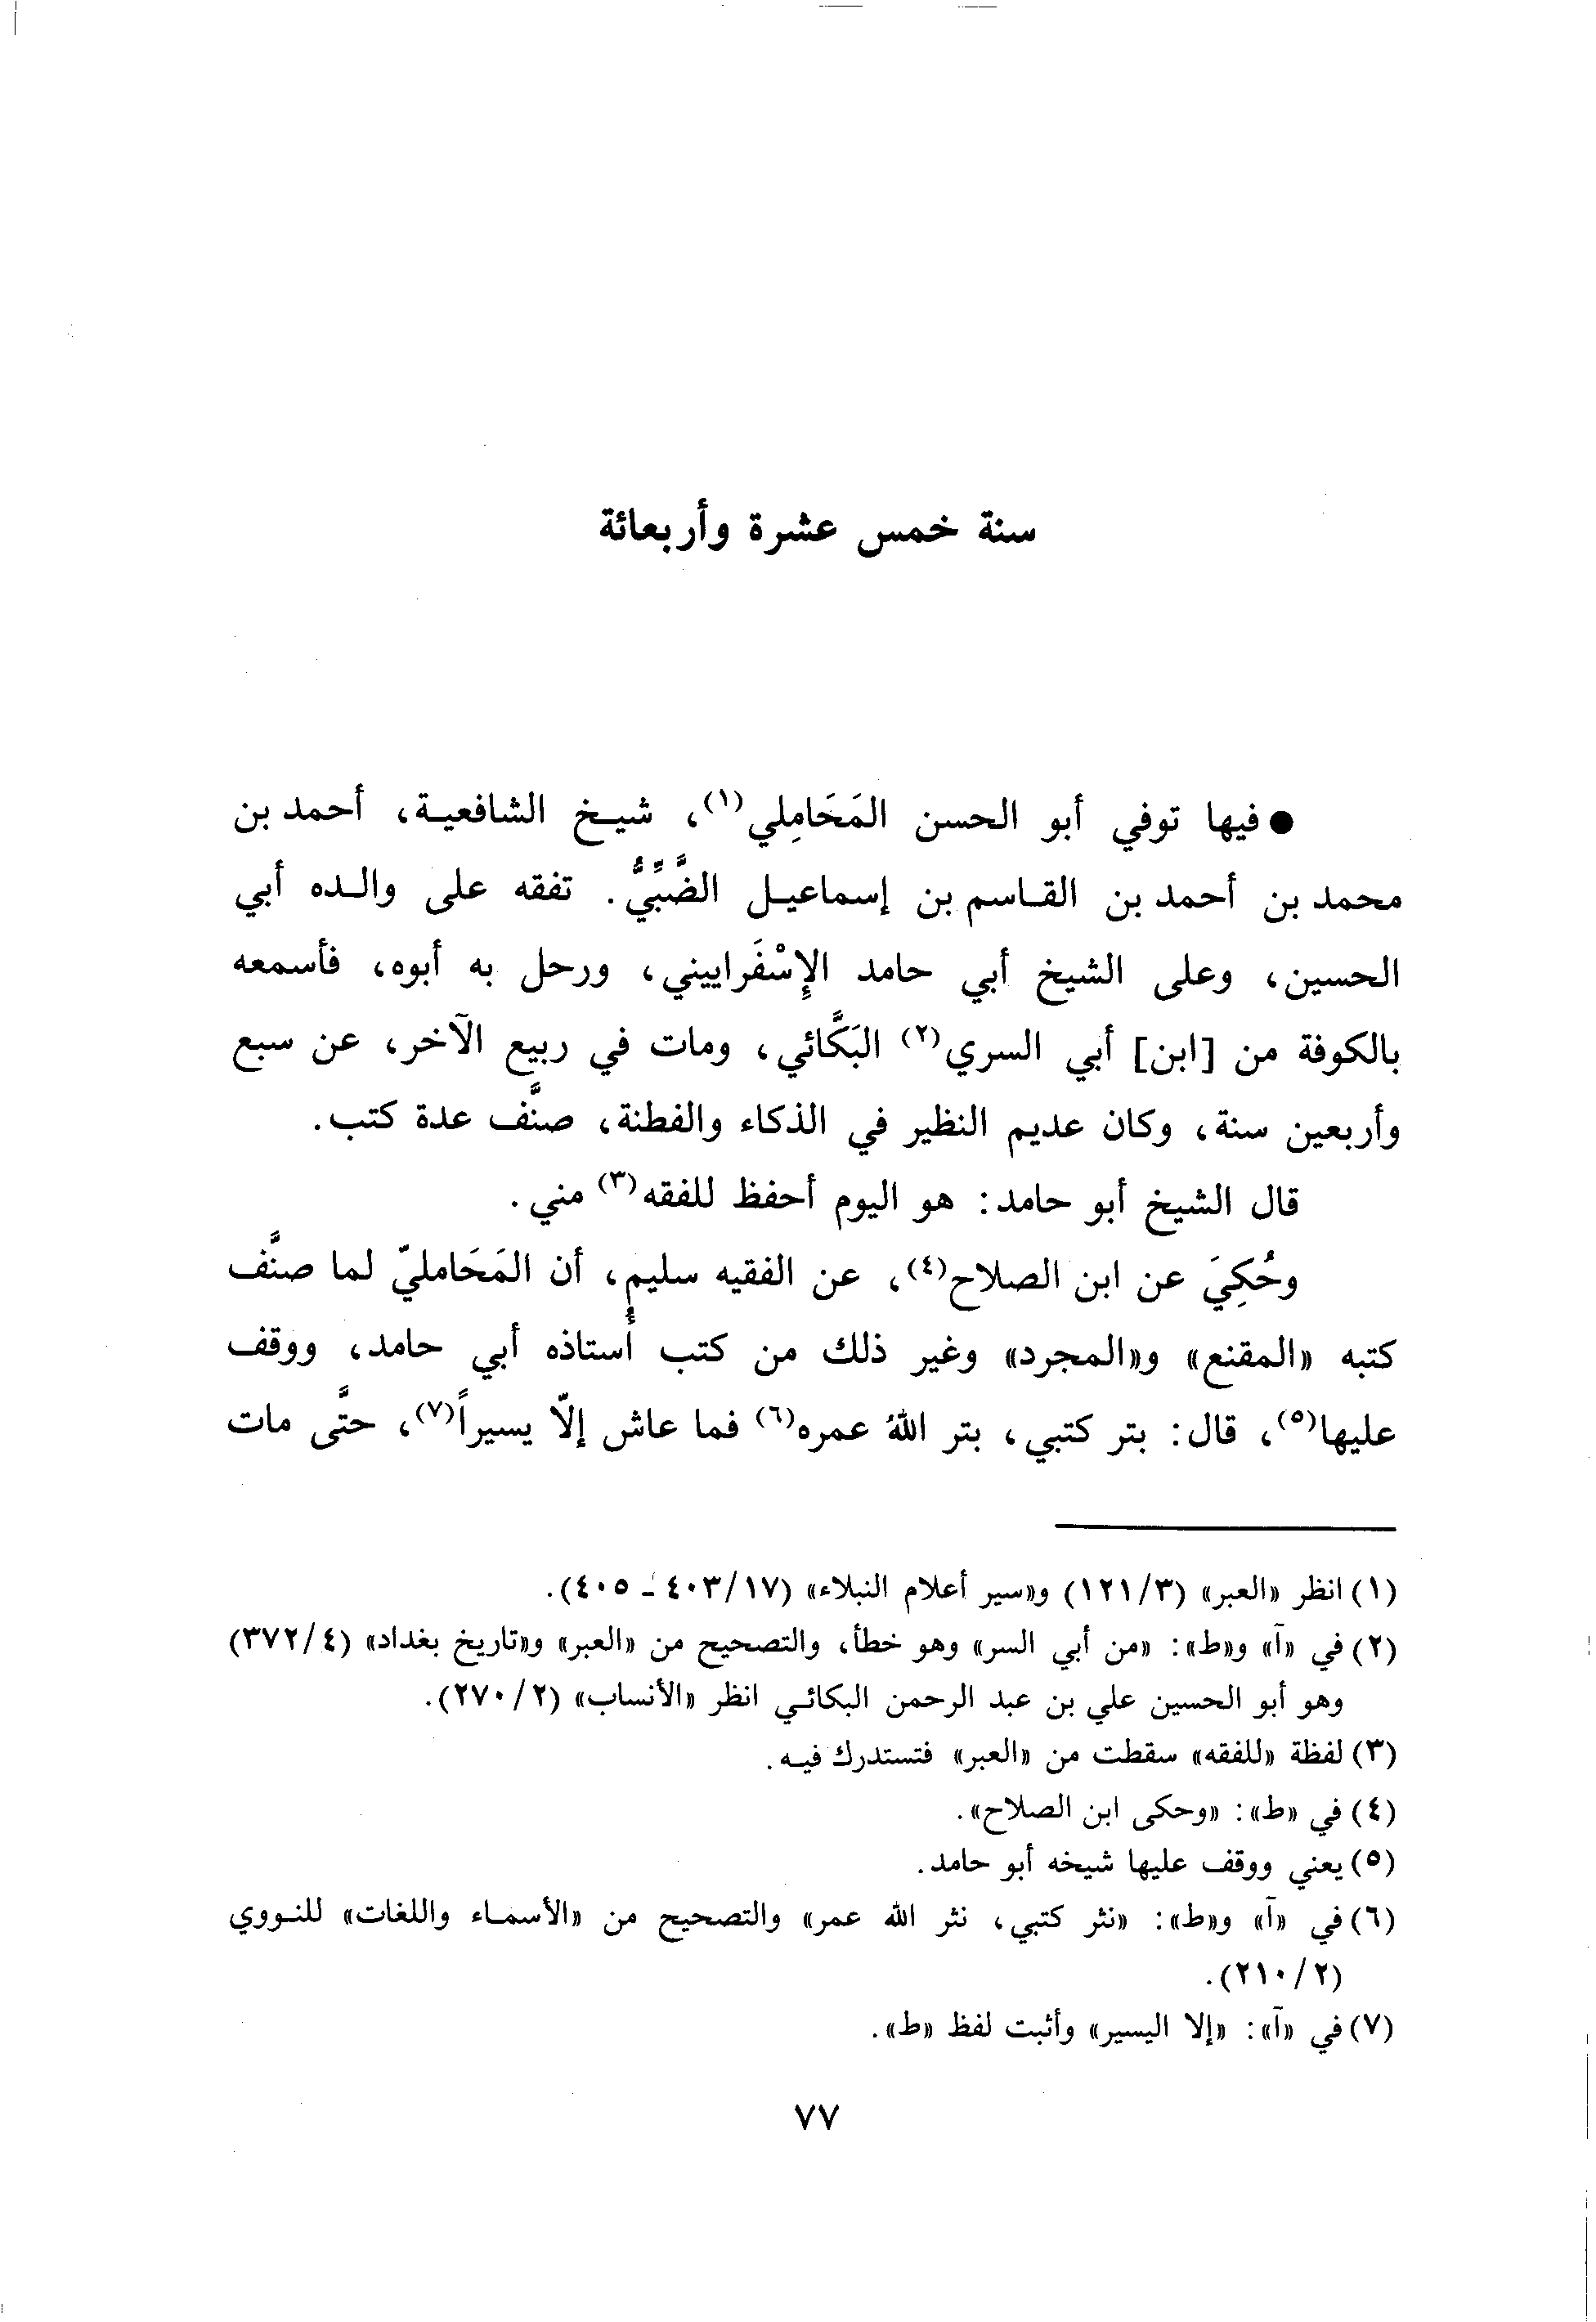 سنة خمس عشرة وأربعائة
● فيها توفي أبو الحسن المَحَامِلي(١)، شيخ الشافعية، أحمد بن
محمد بن أحمد بن القاسم بن إسماعيل الضَّبِّيُّ. تفقه على والده أبي
الحسين، وعلى الشيخ أبي حامد الإِسْفَراييني، ورحل به أبوه، فأسمعه
بالكوفة من [ابن] أبي السري(٢) البَكَّائي، ومات في ربيع الآخر، عن سبع
وأربعين سنة، وكان عديم النظير في الذكاء والفطنة، صنَّف عدة كتب.
قال الشيخ أبو حامد: هو اليوم أحفظ للفقه(٣) مني.
وحُكِيَ عن ابن الصلاح(٤)، عن الفقيه سليم، أن المَحَامليّ لما صنَّف
كتبه «المقنع» و«المجرد» وغير ذلك من كتب أُستاذه أبي حامد، ووقف
عليها(٥)، قال: بتر كتبي، بتر اللهُ عمره(٦) فما عاش إلّا يسيراً(٧)، حتَّى مات
(١) انظر «العبر» (٣/١٢١) و«سير أعلام النبلاء» (١٧/٤٠٣ - ٤٠٥).
(٢) في «آ» و«ط»: «من أبي السر» وهو خطأ، والتصحيح من «العبر» و«تاريخ بغداد» (٤/٣٧٢)
وهو أبو الحسين علي بن عبد الرحمن البكائي انظر «الأنساب» (٢/٢٧٠).
(٣) لفظة «للفقه» سقطت من «العبر» فتستدرك فيه.
(٤) في «ط»: «وحكى ابن الصلاح».
(٥) يعني ووقف عليها شيخه أبو حامد.
(٦) في «آ» و«ط»: «نثر كتبي، نثر الله عمر» والتصحيح من «الأسماء واللغات» للنووي
(٢/٢١٠).
(٧) في «آ»: «إلا اليسير» وأثبت لفظ «ط».
٧٧